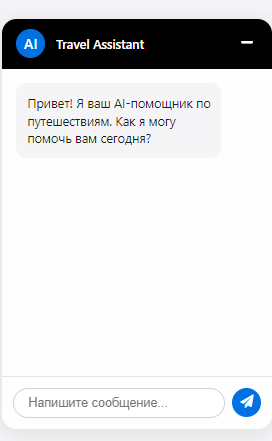 AI Travel Assistant
Привет! Я ваш AI-помощник по
путешествиям. Как я могу
помочь вам сегодня?
Напишите сообщение...